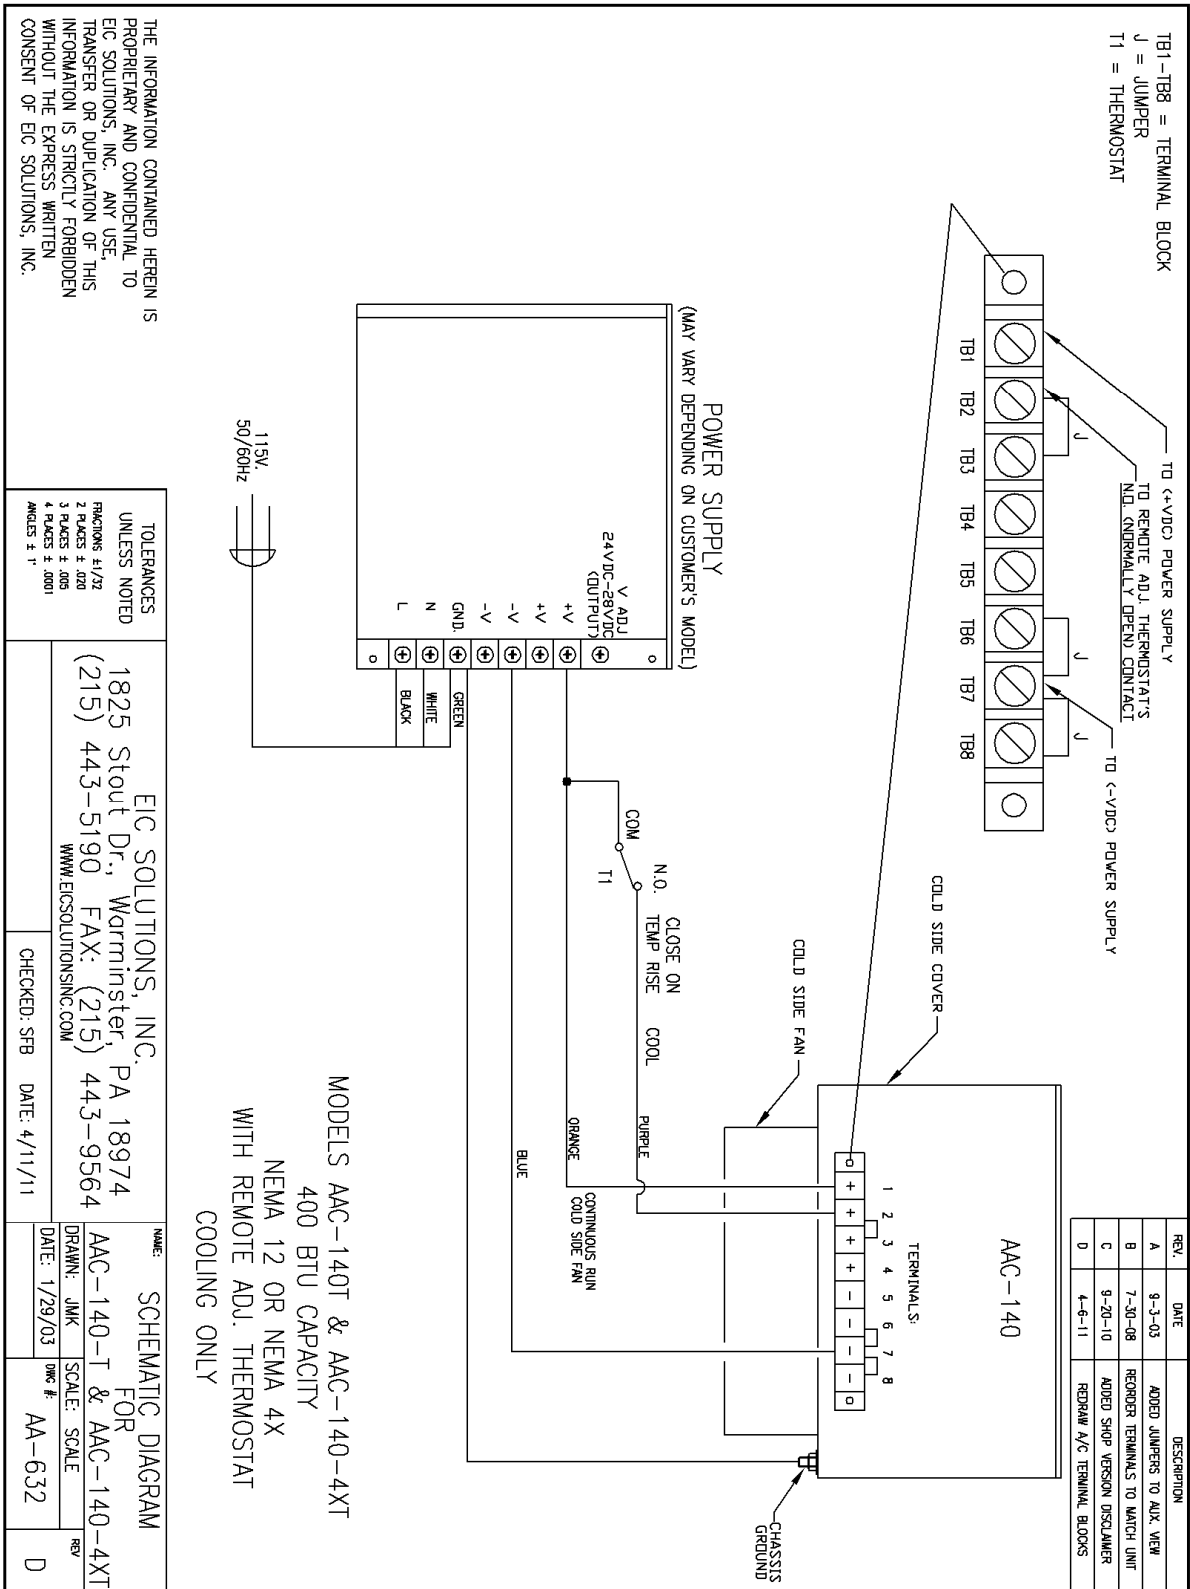 TB1-TB8 = TERMINAL BLOCK
J = JUMPER
T1 = THERMOSTAT
REV. DATE DESCRIPTION
A 9-3-03 ADDED JUMPERS TO AUX. VIEW
B 7-30-08 REORDER TERMINALS TO MATCH UNIT
C 9-20-10 ADDED SHOP VERSION DISCLAIMER
D 4-6-11 REDRAW A/C TERMINAL BLOCKS
TO (+VDC) POWER SUPPLY
TO REMOTE ADJ. THERMOSTAT'S
N.O. (NORMALLY OPEN) CONTACT
TO (-VDC) POWER SUPPLY
J
J
J
TB1 TB2 TB3 TB4 TB5 TB6 TB7 TB8
COLD SIDE COVER
COLD SIDE FAN
AAC-140
TERMINALS:
1 2 3 4 5 6 7 8
+ + + + - - - -
CHASSIS
GROUND
POWER SUPPLY
(MAY VARY DEPENDING ON CUSTOMER'S MODEL)
V ADJ
24VDC-28VDC
(OUTPUT)
+V
+V
-V
-V
GND.
N
L
GREEN
WHITE
BLACK
115V.
50/60Hz
COM
T1
N.O.
CLOSE ON
TEMP RISE
COOL
PURPLE
ORANGE
CONTINUOUS RUN
COLD SIDE FAN
BLUE
MODELS AAC-140T & AAC-140-4XT
400 BTU CAPACITY
NEMA 12 OR NEMA 4X
WITH REMOTE ADJ. THERMOSTAT
COOLING ONLY
THE INFORMATION CONTAINED HEREIN IS
PROPRIETARY AND CONFIDENTIAL TO
EIC SOLUTIONS, INC. ANY USE,
TRANSFER OR DUPLICATION OF THIS
INFORMATION IS STRICTLY FORBIDDEN
WITHOUT THE EXPRESS WRITTEN
CONSENT OF EIC SOLUTIONS, INC.
TOLERANCES
UNLESS NOTED
FRACTIONS ±1/32
2 PLACES ± .020
3 PLACES ± .005
4 PLACES ± .0001
ANGLES ± 1°
EIC SOLUTIONS, INC.
1825 Stout Dr., Warminster, PA 18974
(215) 443-5190 FAX: (215) 443-9564
WWW.EICSOLUTIONSINC.COM
CHECKED: SFB DATE: 4/11/11
NAME:
SCHEMATIC DIAGRAM
FOR
AAC-140-T & AAC-140-4XT
DRAWN: JMK SCALE: SCALE
DATE: 1/29/03
DWG #: AA-632
REV
D